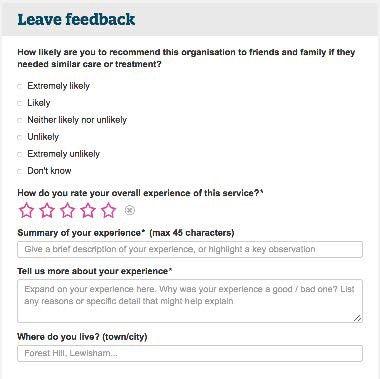 Leave feedback
How likely are you to recommend this organisation to friends and family if they
needed similar care or treatment?
Extremely likely
Likely
Neither likely nor unlikely
Unlikely
Extremely unlikely
Don't know
How do you rate your overall experience of this service?*
Summary of your experience* (max 45 characters)
Give a brief description of your experience, or highlight a key observation
Tell us more about your experience*
Expand on your experience here. Why was your experience a good / bad one? List
any reasons or specific detail that might help explain
Where do you live? (town/city)
Forest Hill, Lewisham...